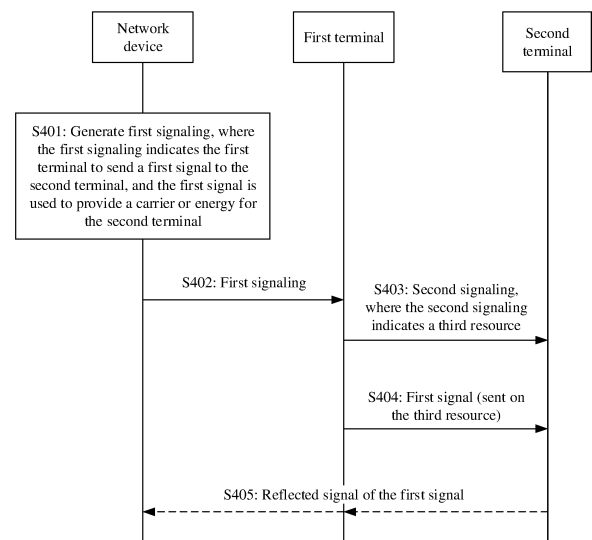 Network
device
First terminal
Second
terminal
S401: Generate first signaling, where
the first signaling indicates the first
terminal to send a first signal to the
second terminal, and the first signal is
used to provide a carrier or energy for
the second terminal
S402: First signaling
S403: Second signaling,
where the second signaling
indicates a third resource
S404: First signal (sent on
the third resource)
S405: Reflected signal of the first signal